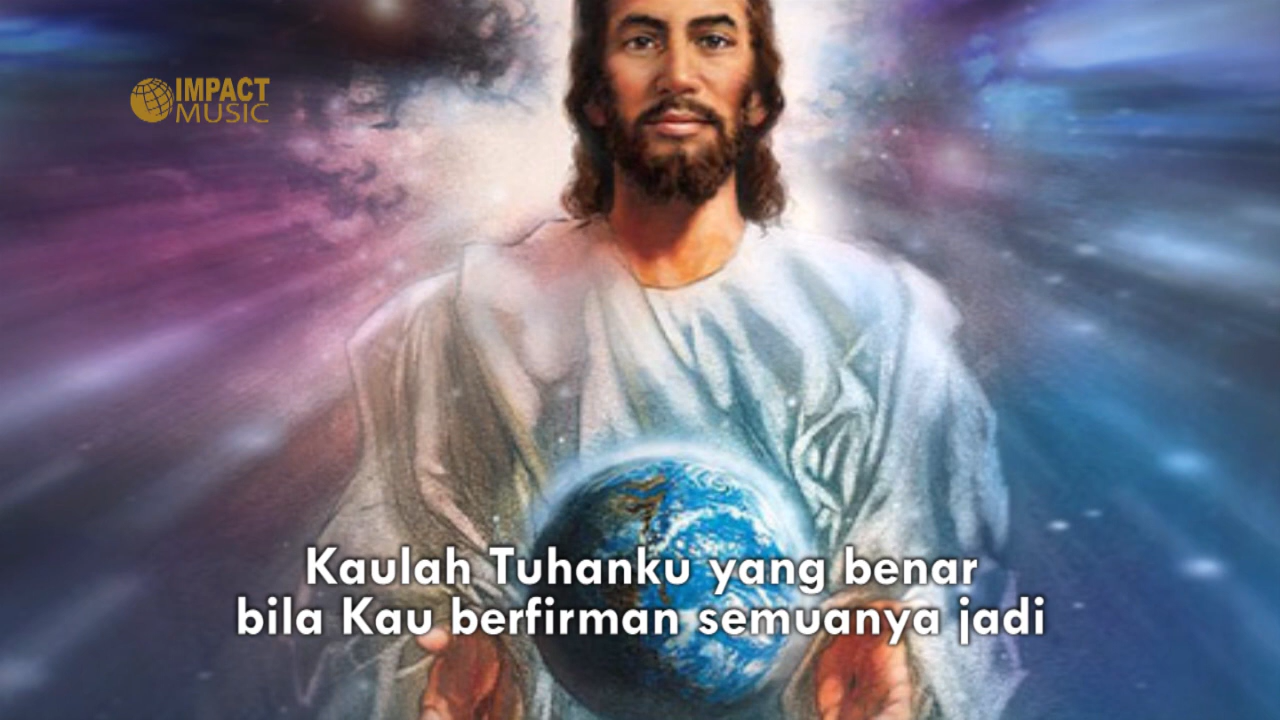 IMPACT
MUSIC
Kaulah Tuhanku yang benar
bila Kau berfirman semuanya jadi